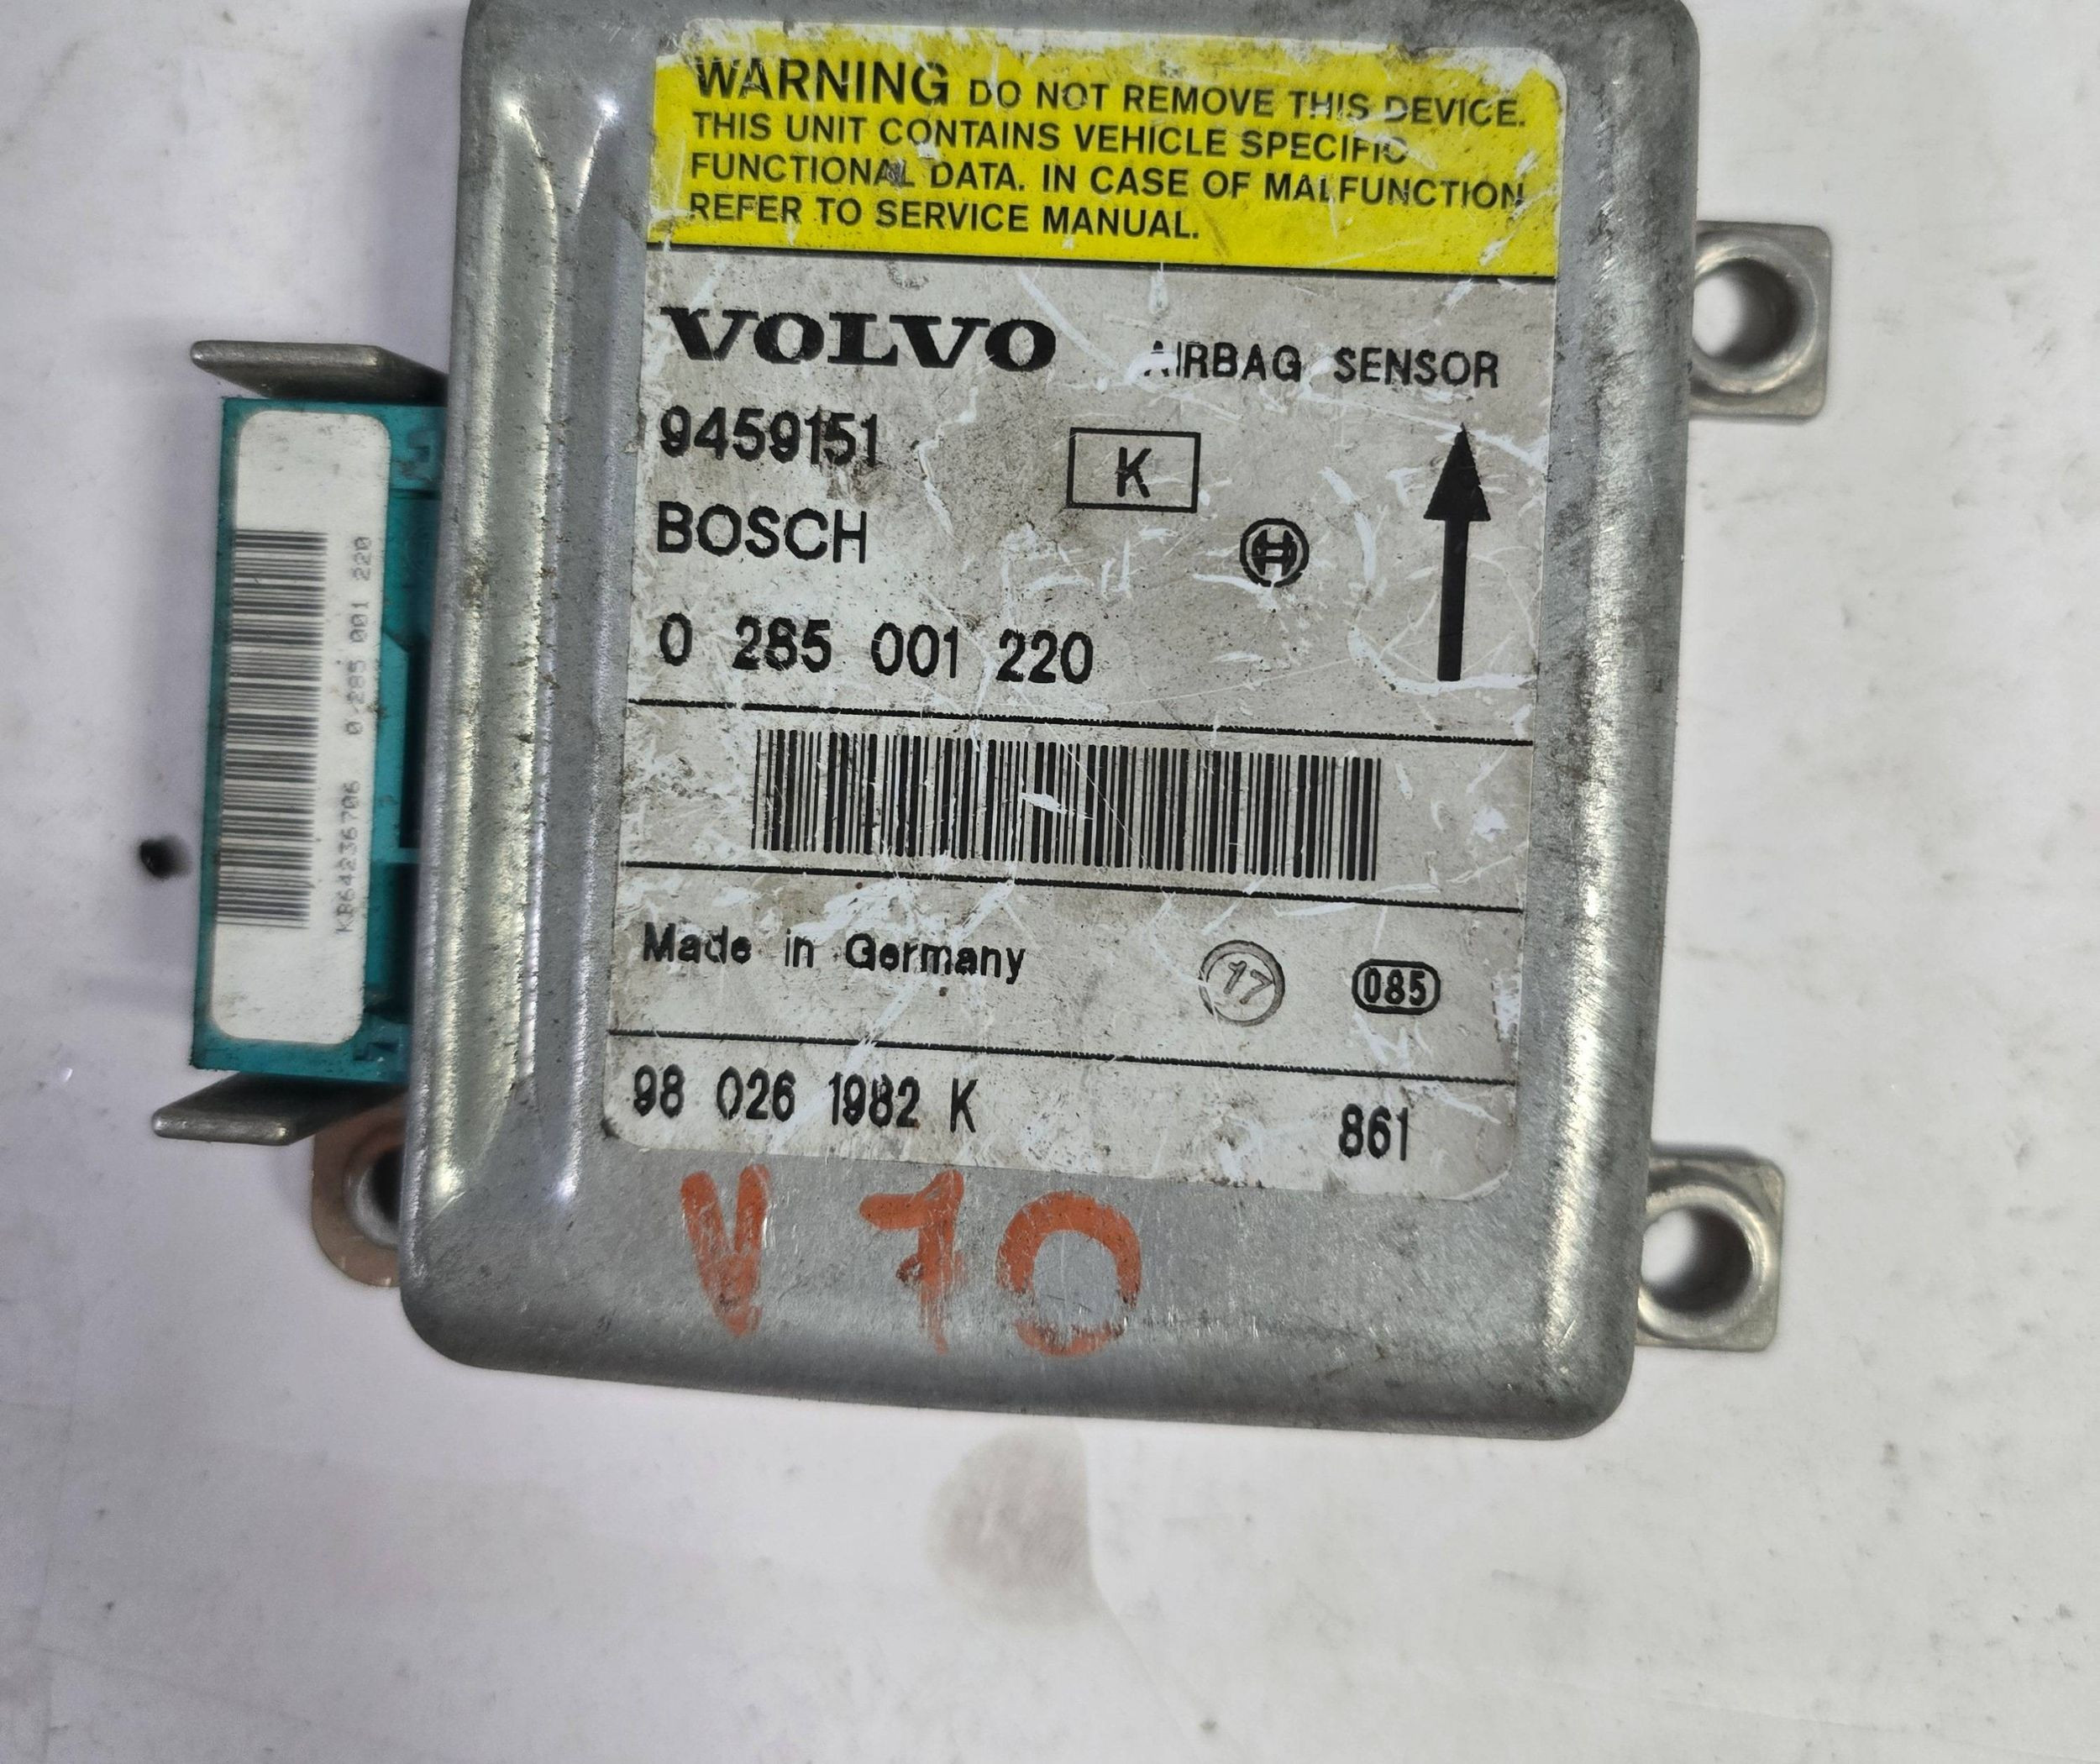 WARNING DO NOT REMOVE THIS DEVICE.
THIS UNIT CONTAINS VEHICLE SPECIFIC
FUNCTIONAL DATA. IN CASE OF MALFUNCTION
REFER TO SERVICE MANUAL.
VOLVO AIRBAG SENSOR
9459151
K
BOSCH
0 285 001 220
Made in Germany 17 085
98 026 1982 K 861
V 70
KB64236706 0 285 001 220